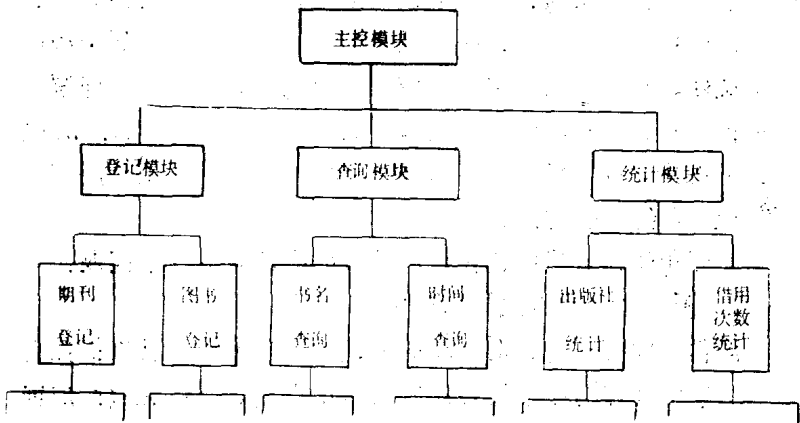 主控模块
登记模块
查询模块
统计模块
期刊
登记
图书
登记
书名
查询
时间
查询
出版社
统计
借用
次数
统计